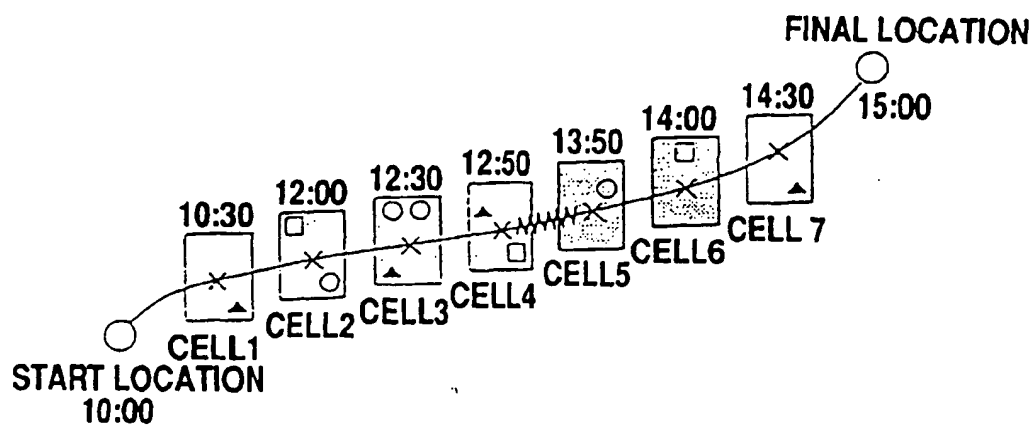 FINAL LOCATION
15:00
14:30
14:00
13:50
12:50
12:30
12:00
10:30
CELL 7
CELL6
CELL5
CELL4
CELL3
CELL2
CELL1
START LOCATION
10:00